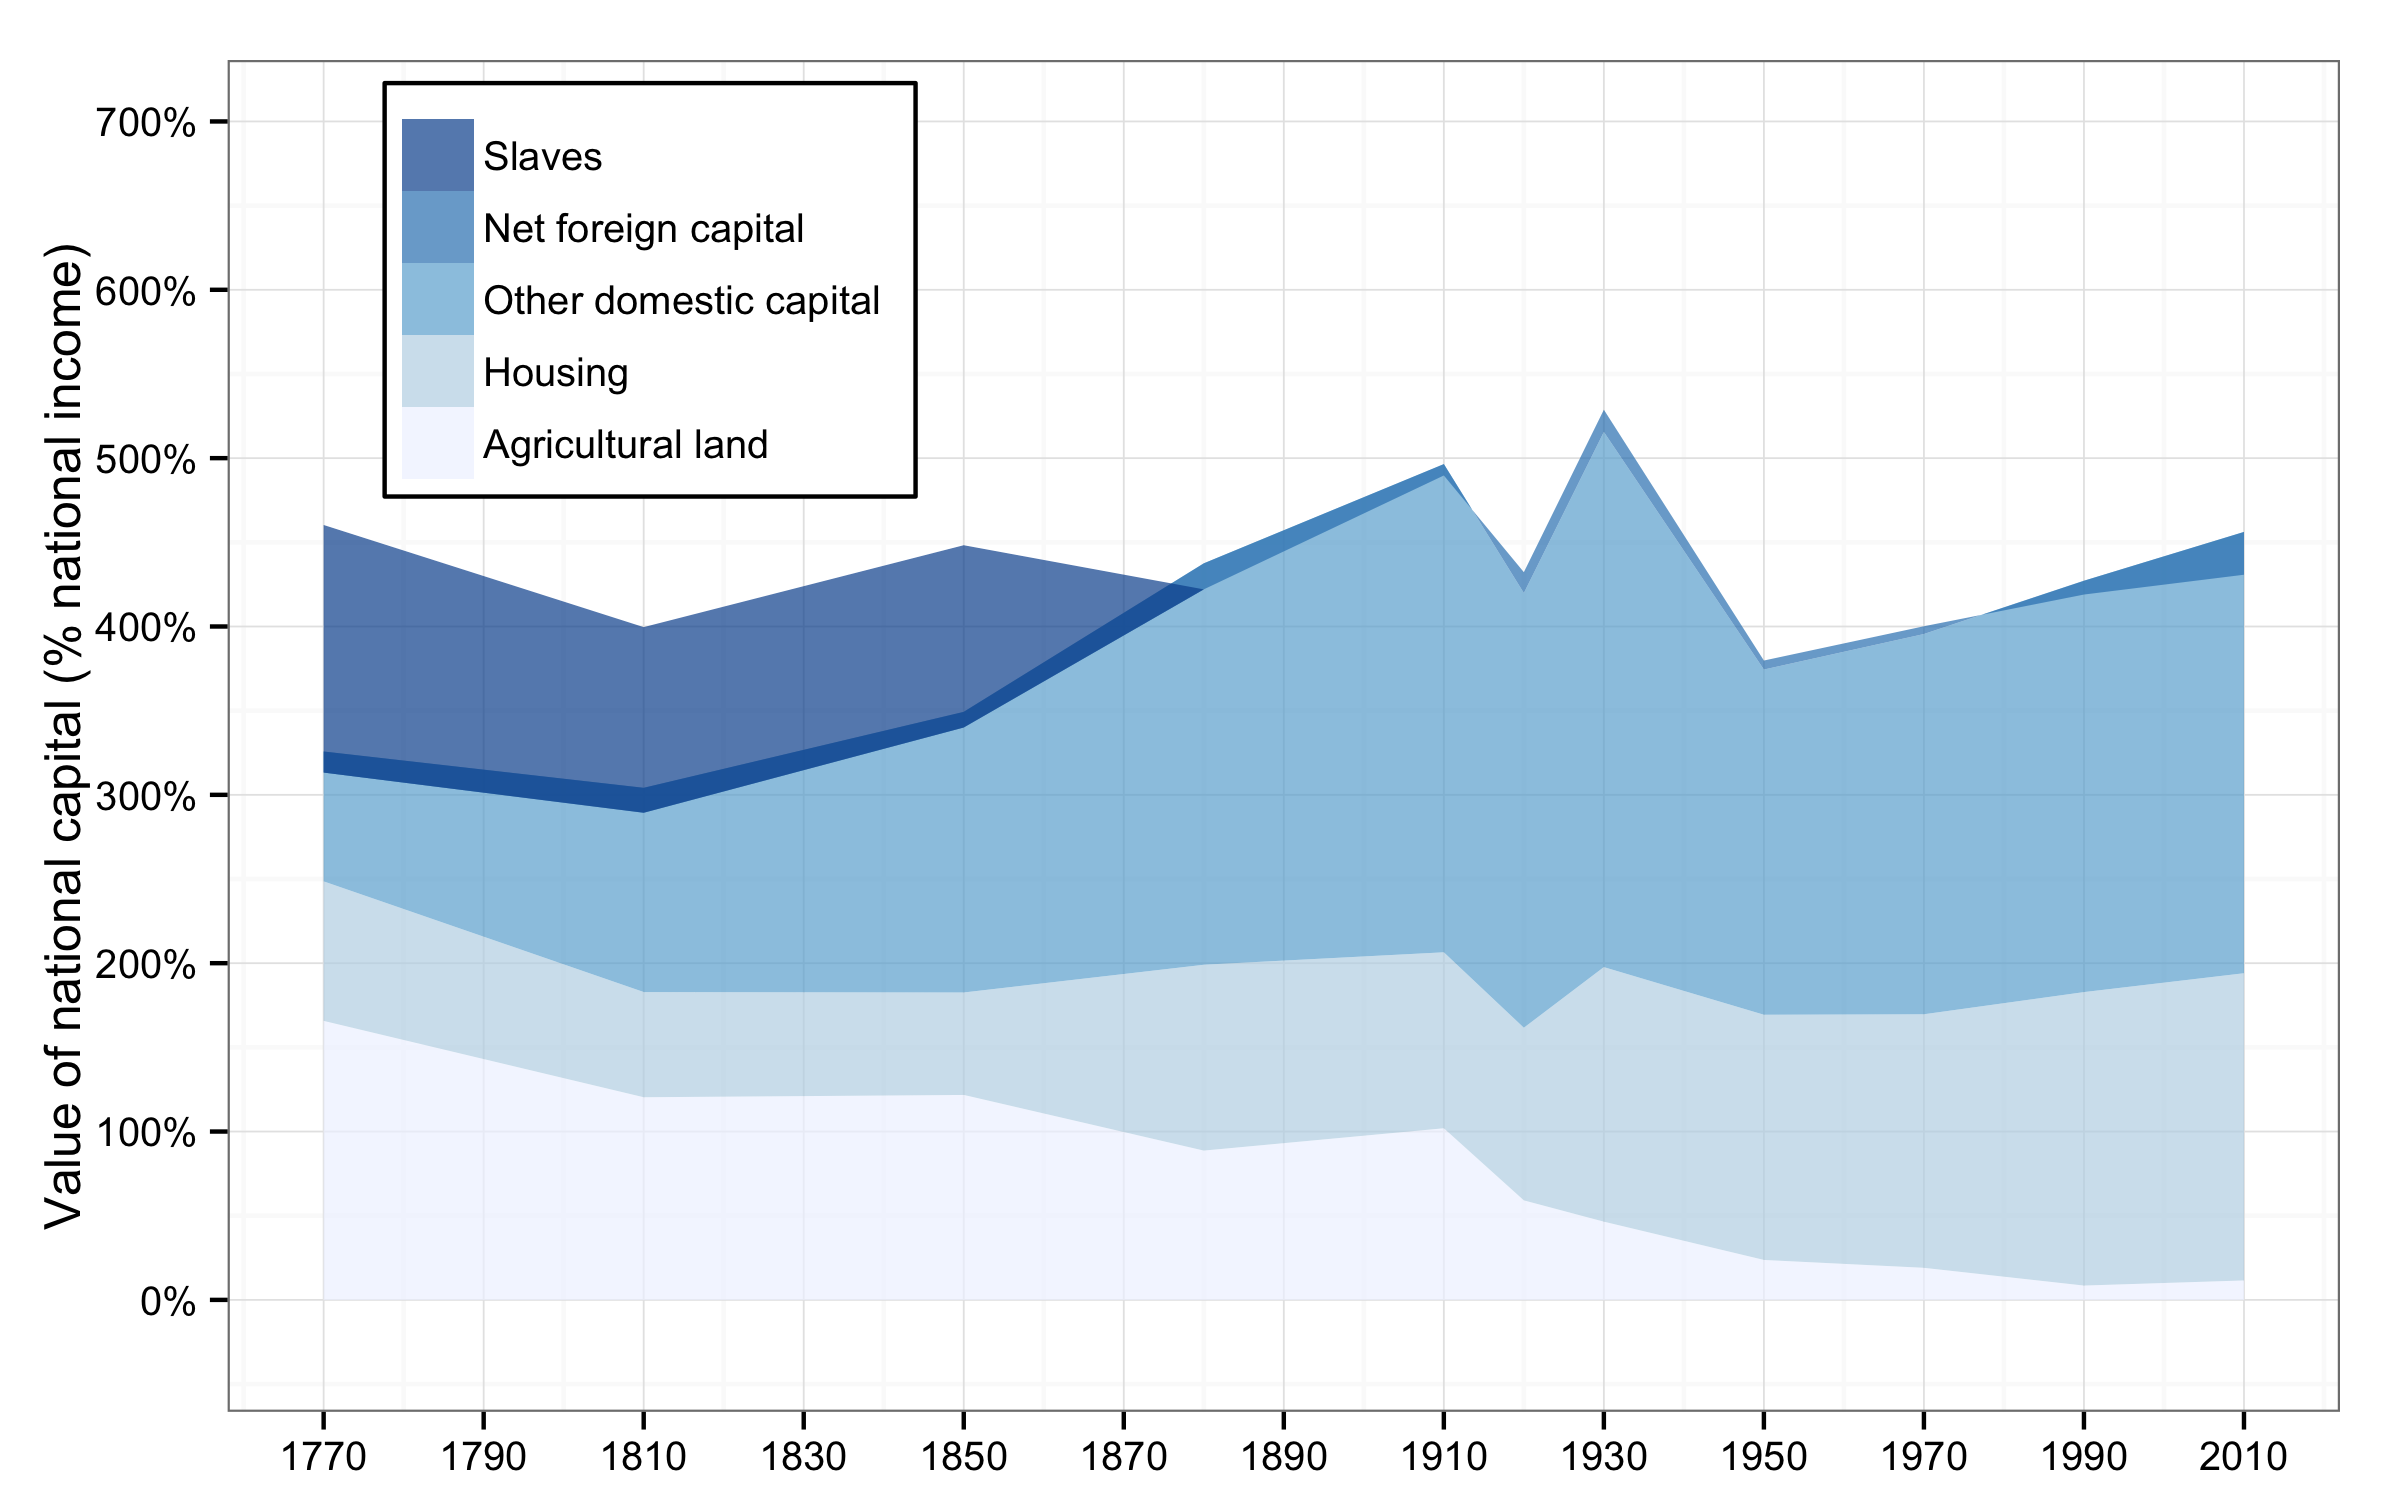 Slaves
Net foreign capital
Other domestic capital
Housing
Agricultural land
Value of national capital (% national income)
700%
600%
500%
400%
300%
200%
100%
0%
1770 1790 1810 1830 1850 1870 1890 1910 1930 1950 1970 1990 2010